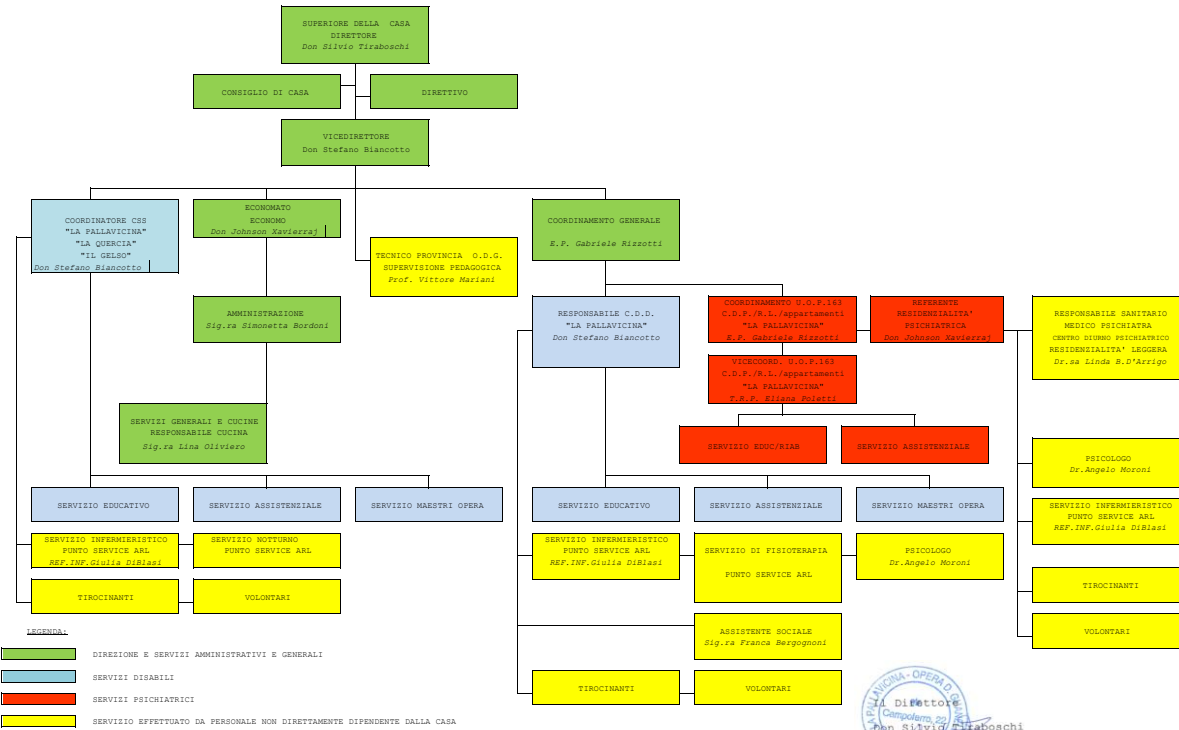 SUPERIORE DELLA CASA
DIRETTORE
Don Silvio Tiraboschi
CONSIGLIO DI CASA
DIRETTIVO
VICEDIRETTORE
Don Stefano Biancotto
COORDINATORE CSS
"LA PALLAVICINA"
"LA QUERCIA"
"IL GELSO"
Don Stefano Biancotto
ECONOMATO
ECONOMO
Don Johnson Xavierraj
COORDINAMENTO GENERALE
E.P. Gabriele Rizzotti
TECNICO PROVINCIA O.D.G.
SUPERVISIONE PEDAGOGICA
Prof. Vittore Mariani
AMMINISTRAZIONE
Sig.ra Simonetta Bordoni
RESPONSABILE C.D.D.
"LA PALLAVICINA"
Don Stefano Biancotto
COORDINAMENTO U.O.P.163
C.D.P./R.L./appartamenti
"LA PALLAVICINA"
E.P. Gabriele Rizzotti
REFERENTE
RESIDENZIALITA'
PSICHIATRICA
Don Johnson Xavierraj
RESPONSABILE SANITARIO
MEDICO PSICHIATRA
CENTRO DIURNO PSICHIATRICO
RESIDENZIALITA' LEGGERA
Dr.sa Linda B.D'Arrigo
VICECOORD. U.O.P.163
C.D.P./R.L./appartamenti
"LA PALLAVICINA"
T.R.P. Eliana Poletti
SERVIZI GENERALI E CUCINE
RESPONSABILE CUCINA
Sig.ra Lina Oliviero
SERVIZIO EDUC/RIAB
SERVIZIO ASSISTENZIALE
PSICOLOGO
Dr.Angelo Moroni
SERVIZIO EDUCATIVO
SERVIZIO ASSISTENZIALE
SERVIZIO MAESTRI OPERA
SERVIZIO EDUCATIVO
SERVIZIO ASSISTENZIALE
SERVIZIO MAESTRI OPERA
SERVIZIO INFERMIERISTICO
PUNTO SERVICE ARL
REF.INF.Giulia DiBlasi
SERVIZIO INFERMIERISTICO
PUNTO SERVICE ARL
REF.INF.Giulia DiBlasi
SERVIZIO NOTTURNO
PUNTO SERVICE ARL
SERVIZIO INFERMIERISTICO
PUNTO SERVICE ARL
REF.INF.Giulia DiBlasi
SERVIZIO DI FISIOTERAPIA
PUNTO SERVICE ARL
PSICOLOGO
Dr.Angelo Moroni
TIROCINANTI
TIROCINANTI
VOLONTARI
ASSISTENTE SOCIALE
Sig.ra Franca Bergognoni
VOLONTARI
TIROCINANTI
VOLONTARI
LEGENDA:
DIREZIONE E SERVIZI AMMINISTRATIVI E GENERALI
SERVIZI DISABILI
SERVIZI PSICHIATRICI
SERVIZIO EFFETTUATO DA PERSONALE NON DIRETTAMENTE DIPENDENTE DALLA CASA
Il Direttore
Don Silvio Tiraboschi
Campoferro, 22